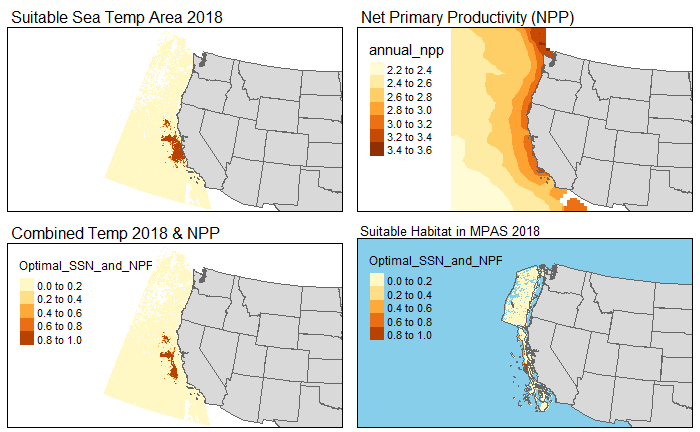 Suitable Sea Temp Area 2018
Net Primary Productivity (NPP)
annual_npp
2.2 to 2.4
2.4 to 2.6
2.6 to 2.8
2.8 to 3.0
3.0 to 3.2
3.2 to 3.4
3.4 to 3.6
Combined Temp 2018 & NPP
Optimal_SSN_and_NPF
0.0 to 0.2
0.2 to 0.4
0.4 to 0.6
0.6 to 0.8
0.8 to 1.0
Suitable Habitat in MPAS 2018
Optimal_SSN_and_NPF
0.0 to 0.2
0.2 to 0.4
0.4 to 0.6
0.6 to 0.8
0.8 to 1.0